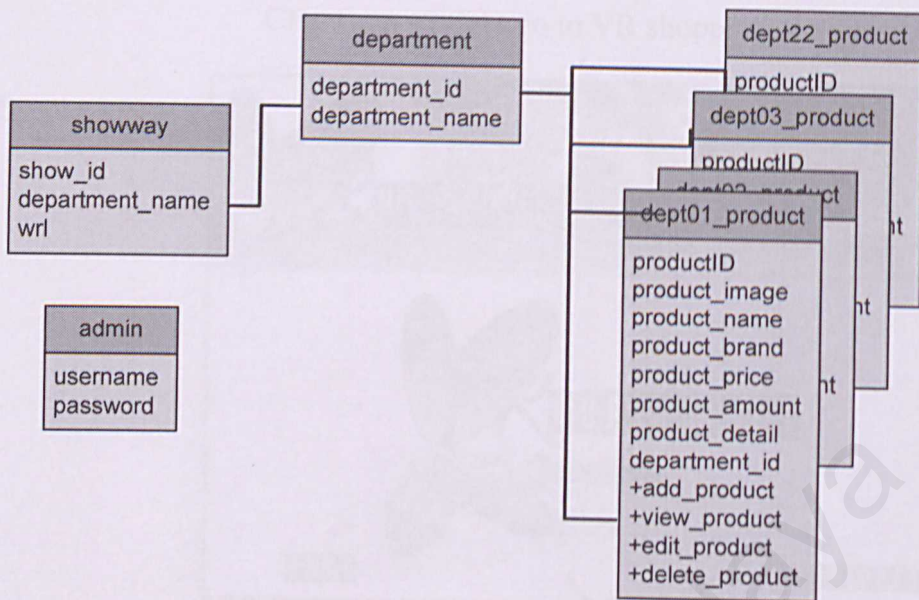 department
department_id
department_name
showway
show_id
department_name
wrl
admin
username
password
dept22_product
productID
dept03_product
productID
dept01_product
productID
product_image
product_name
product_brand
product_price
product_amount
product_detail
department_id
+add_product
+view_product
+edit_product
+delete_product